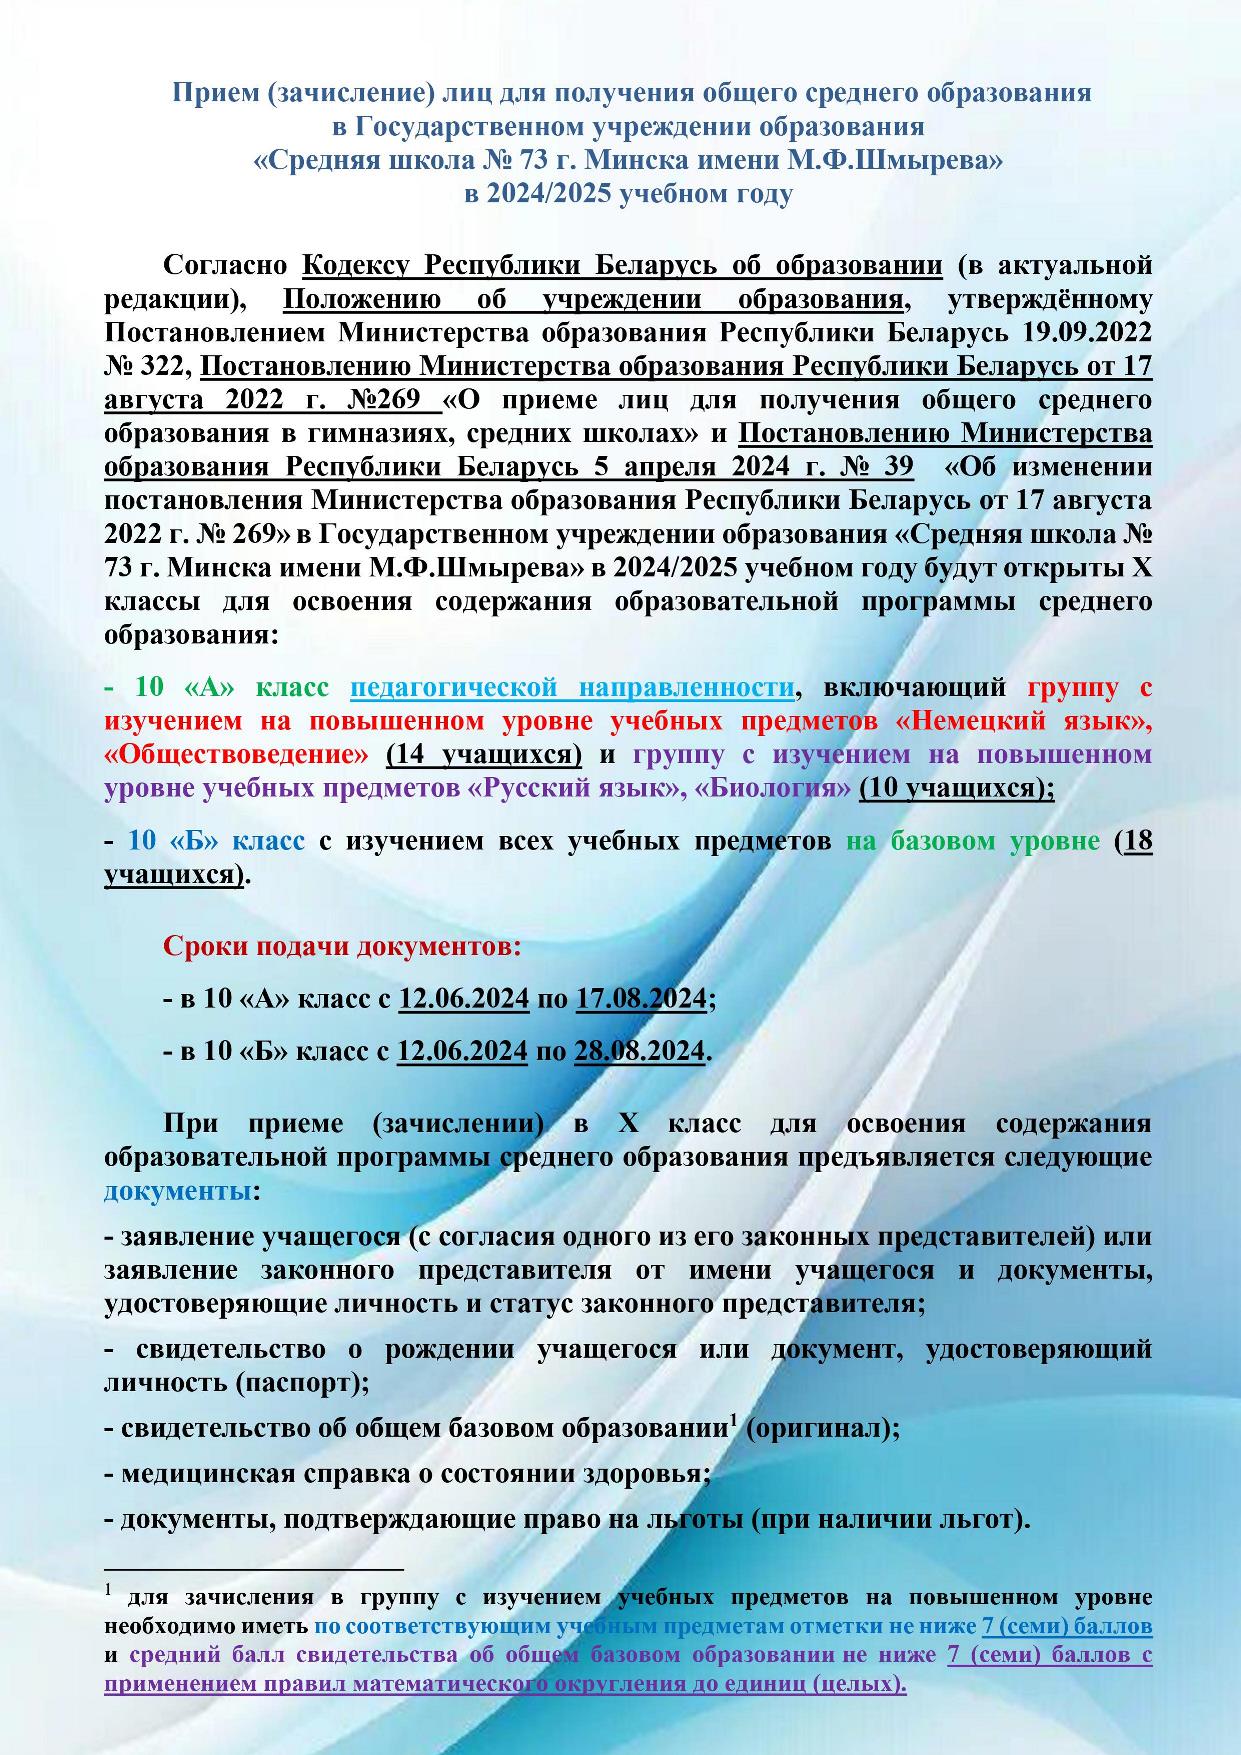 Прием (зачисление) лиц для получения общего среднего образования
в Государственном учреждении образования
«Средняя школа № 73 г. Минска имени М.Ф.Шмырева»
в 2024/2025 учебном году
Согласно Кодексу Республики Беларусь об образовании (в актуальной
редакции), Положению об учреждении образования, утверждённому
Постановлением Министерства образования Республики Беларусь 19.09.2022
№ 322, Постановлению Министерства образования Республики Беларусь от 17
августа 2022 г. №269 «О приеме лиц для получения общего среднего
образования в гимназиях, средних школах» и Постановлению Министерства
образования Республики Беларусь 5 апреля 2024 г. № 39 «Об изменении
постановления Министерства образования Республики Беларусь от 17 августа
2022 г. № 269» в Государственном учреждении образования «Средняя школа №
73 г. Минска имени М.Ф.Шмырева» в 2024/2025 учебном году будут открыты X
классы для освоения содержания образовательной программы среднего
образования:
- 10 «А» класс педагогической направленности, включающий группу с
изучением на повышенном уровне учебных предметов «Немецкий язык»,
«Обществоведение» (14 учащихся) и группу с изучением на повышенном
уровне учебных предметов «Русский язык», «Биология» (10 учащихся);
- 10 «Б» класс с изучением всех учебных предметов на базовом уровне (18
учащихся).
Сроки подачи документов:
- в 10 «А» класс с 12.06.2024 по 17.08.2024;
- в 10 «Б» класс с 12.06.2024 по 28.08.2024.
При приеме (зачислении) в X класс для освоения содержания
образовательной программы среднего образования предъявляется следующие
документы:
- заявление учащегося (с согласия одного из его законных представителей) или
заявление законного представителя от имени учащегося и документы,
удостоверяющие личность и статус законного представителя;
- свидетельство о рождении учащегося или документ, удостоверяющий
личность (паспорт);
- свидетельство об общем базовом образовании1 (оригинал);
- медицинская справка о состоянии здоровья;
- документы, подтверждающие право на льготы (при наличии льгот).
1 для зачисления в группу с изучением учебных предметов на повышенном уровне
необходимо иметь по соответствующим учебным предметам отметки не ниже 7 (семи) баллов
и средний балл свидетельства об общем базовом образовании не ниже 7 (семи) баллов с
применением правил математического округления до единиц (целых).